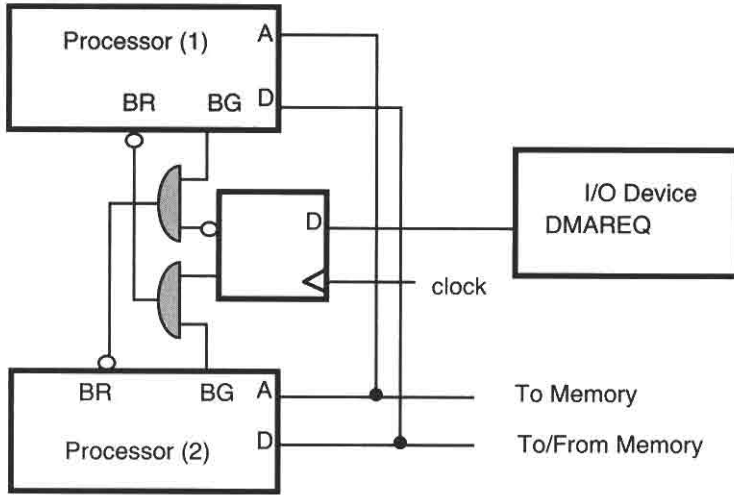 Processor (1)
A
BR
BG
D
I/O Device
DMAREQ
D
clock
BR
BG
A
To Memory
Processor (2)
D
To/From Memory